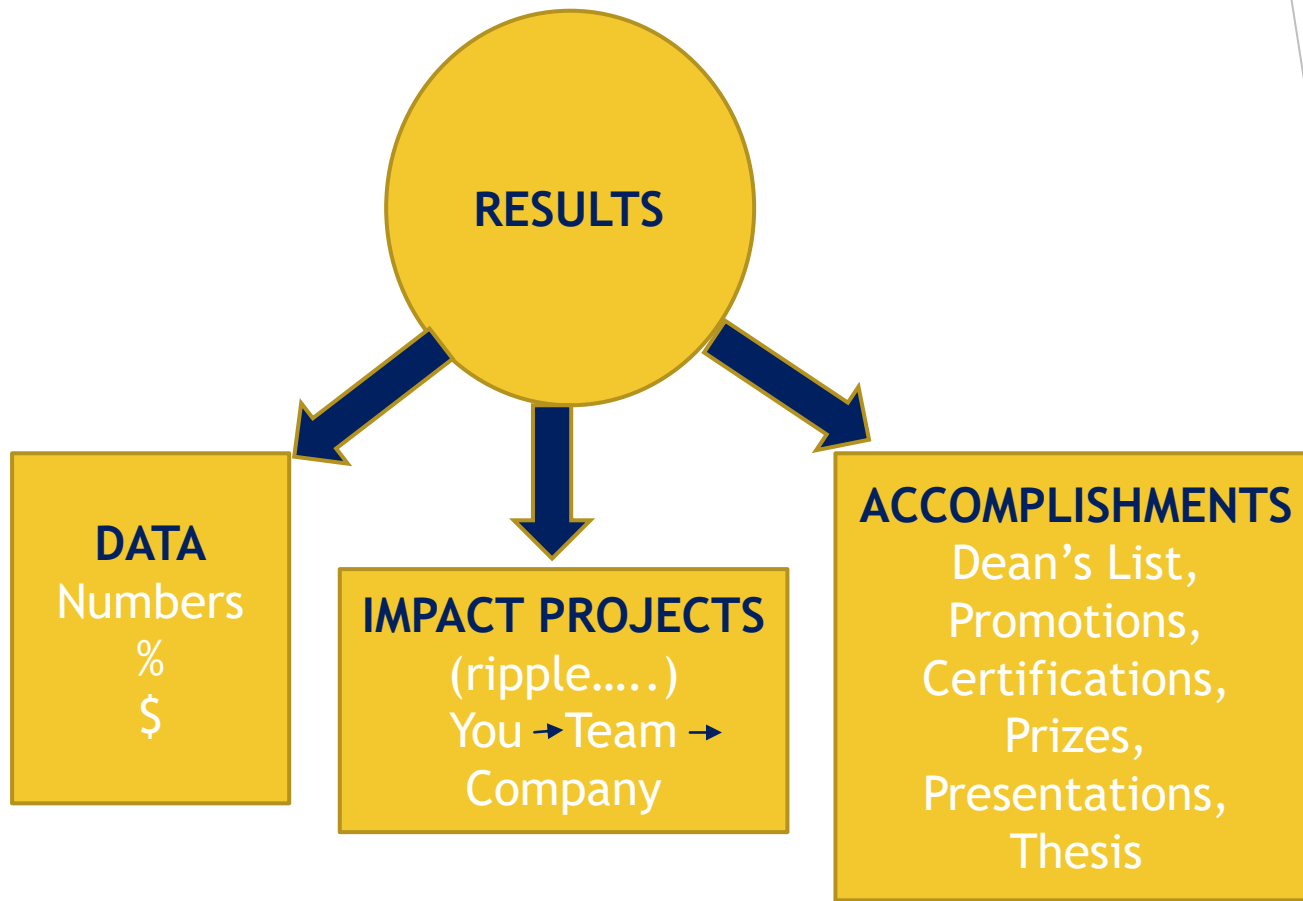 RESULTS
DATA
Numbers
%
$
IMPACT PROJECTS
(ripple.....)
You → Team →
Company
ACCOMPLISHMENTS
Dean’s List,
Promotions,
Certifications,
Prizes,
Presentations,
Thesis